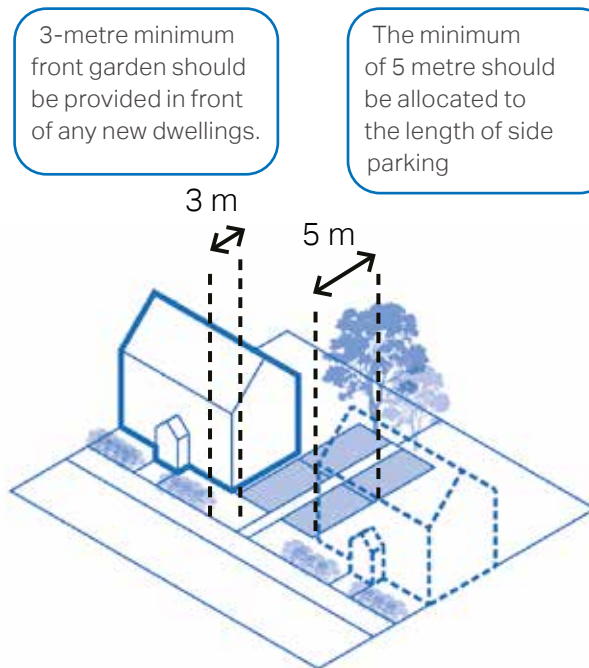 3-metre minimum
front garden should
be provided in front
of any new dwellings.
The minimum
of 5 metre should
be allocated to
the length of side
parking
3 m
5 m